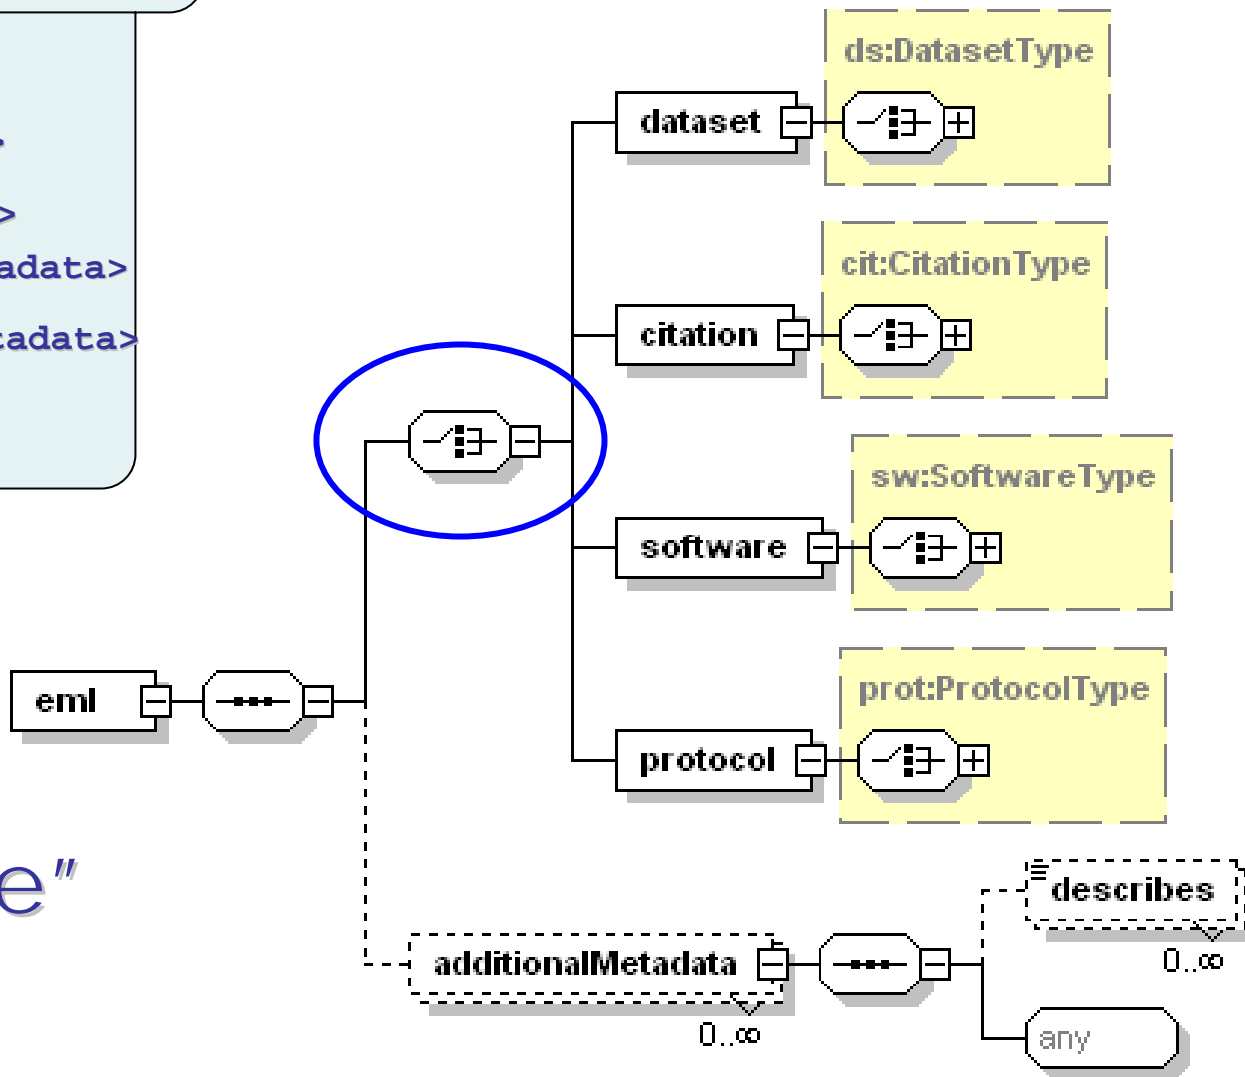 >
adata>
tadata>
e"
ds:DatasetType
dataset
cit:CitationType
citation
sw:SoftwareType
software
prot:ProtocolType
protocol
eml
additionalMetadata
0..∞
describes
0..∞
any